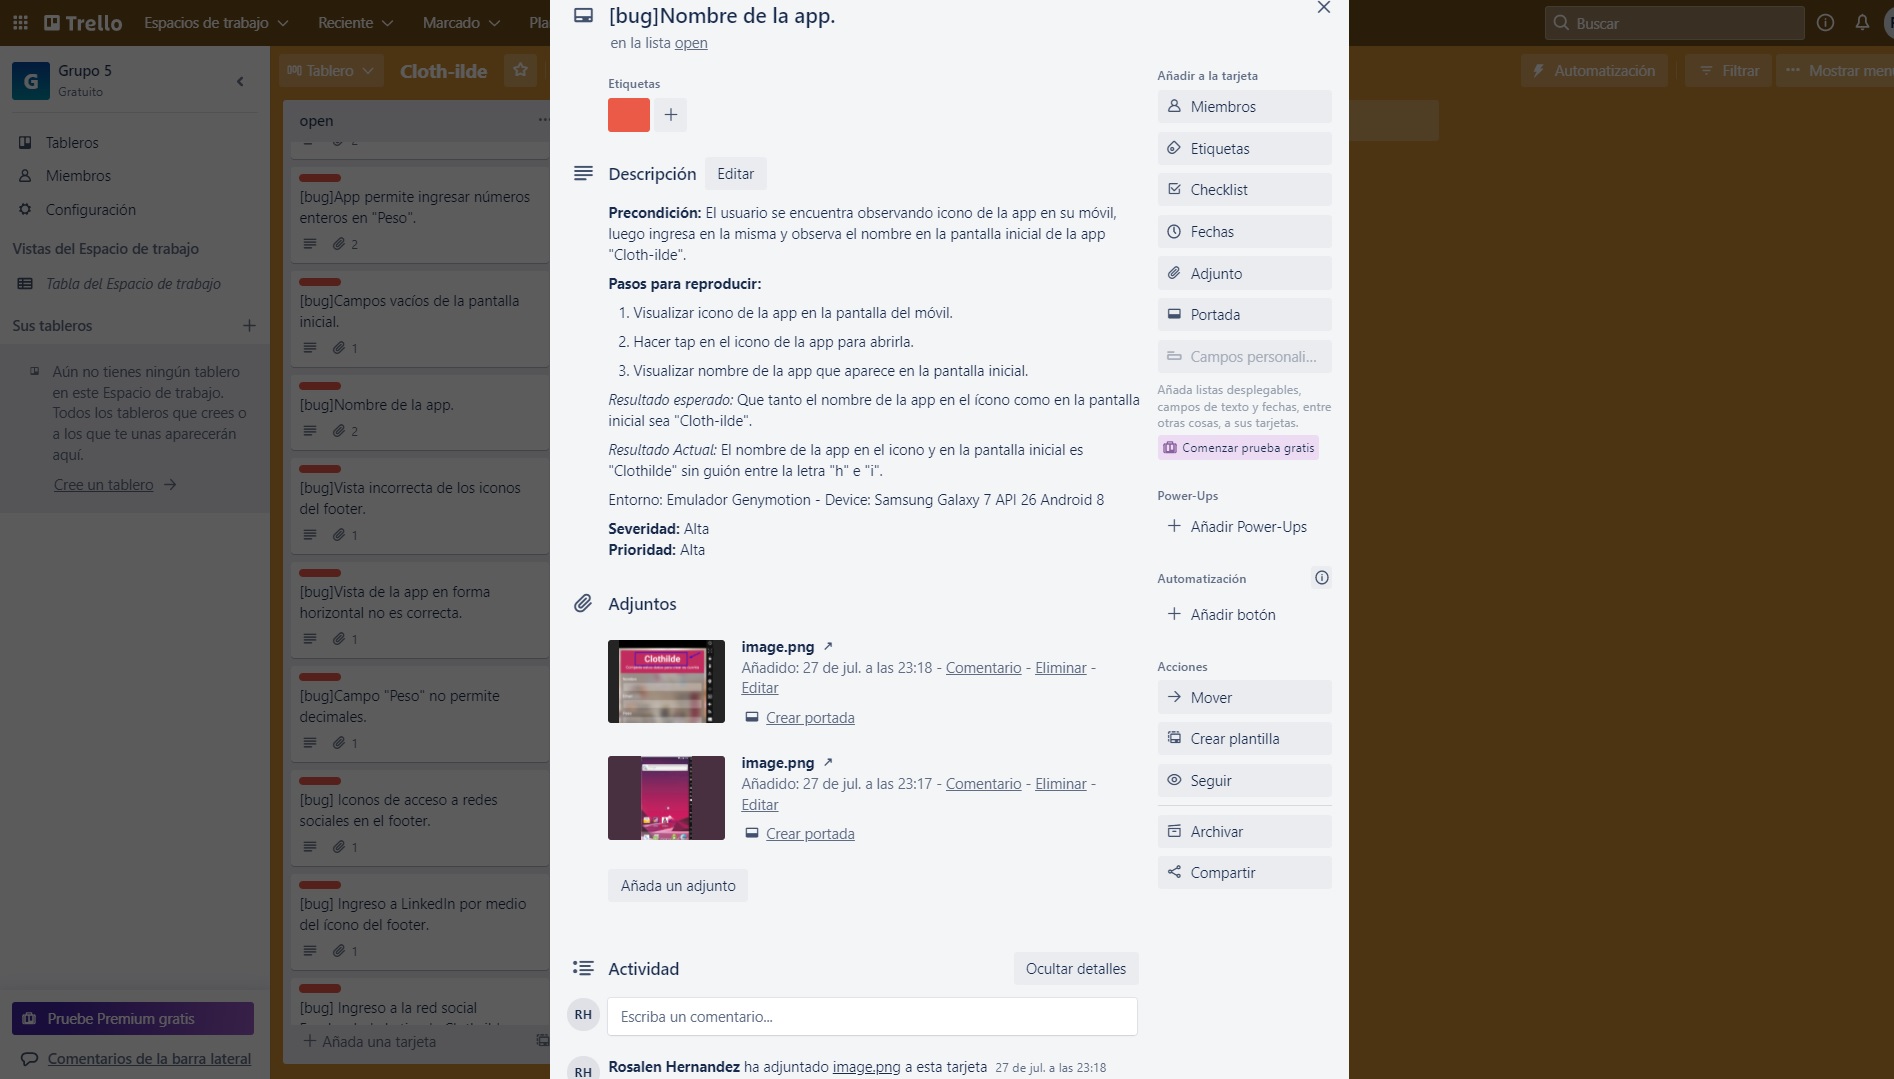 Trello
Espacios de trabajo
Reciente
Marcado
Buscar
Grupo 5
Gratuito
Tableros
Miembros
Configuración
Vistas del Espacio de trabajo
Tabla del Espacio de trabajo
Sus tableros
Aún no tienes ningún tablero
en este Espacio de trabajo.
Todos los tableros que crees o
a los que te unas aparecerán
aquí.
Cree un tablero
Pruebe Premium gratis
Comentarios de la barra lateral
Tablero
Cloth-ilde
Automatización
Filtrar
Mostrar
open
2
[bug]App permite ingresar números
enteros en "Peso".
2
[bug]Campos vacíos de la pantalla
inicial.
1
[bug]Nombre de la app.
2
[bug]Vista incorrecta de los iconos
del footer.
1
[bug]Vista de la app en forma
horizontal no es correcta.
1
[bug]Campo "Peso" no permite
decimales.
1
[bug] Iconos de acceso a redes
sociales en el footer.
1
[bug] Ingreso a LinkedIn por medio
del ícono del footer.
1
[bug] Ingreso a la red social
Añada una tarjeta
[bug]Nombre de la app.
en la lista open
Etiquetas
Descripción
Editar
Precondición: El usuario se encuentra observando icono de la app en su móvil,
luego ingresa en la misma y observa el nombre en la pantalla inicial de la app
"Cloth-ilde".
Pasos para reproducir:
1. Visualizar icono de la app en la pantalla del móvil.
2. Hacer tap en el icono de la app para abrirla.
3. Visualizar nombre de la app que aparece en la pantalla inicial.
Resultado esperado: Que tanto el nombre de la app en el ícono como en la pantalla
inicial sea "Cloth-ilde".
Resultado Actual: El nombre de la app en el icono y en la pantalla inicial es
"Clothilde" sin guión entre la letra "h" e "i".
Entorno: Emulador Genymotion - Device: Samsung Galaxy 7 API 26 Android 8
Severidad: Alta
Prioridad: Alta
Adjuntos
Clothilde
image.png
Añadido: 27 de jul. a las 23:18 - Comentario - Eliminar -
Editar
Crear portada
image.png
Añadido: 27 de jul. a las 23:17 - Comentario - Eliminar -
Editar
Crear portada
Añada un adjunto
Actividad
Ocultar detalles
RH
Escriba un comentario...
RH
Rosalen Hernandez ha adjuntado image.png a esta tarjeta 27 de jul. a las 23:18
Añadir a la tarjeta
Miembros
Etiquetas
Checklist
Fechas
Adjunto
Portada
Campos personali...
Añada listas desplegables,
campos de texto y fechas, entre
otras cosas, a sus tarjetas.
Comenzar prueba gratis
Power-Ups
Añadir Power-Ups
Automatización
Añadir botón
Acciones
Mover
Crear plantilla
Seguir
Archivar
Compartir